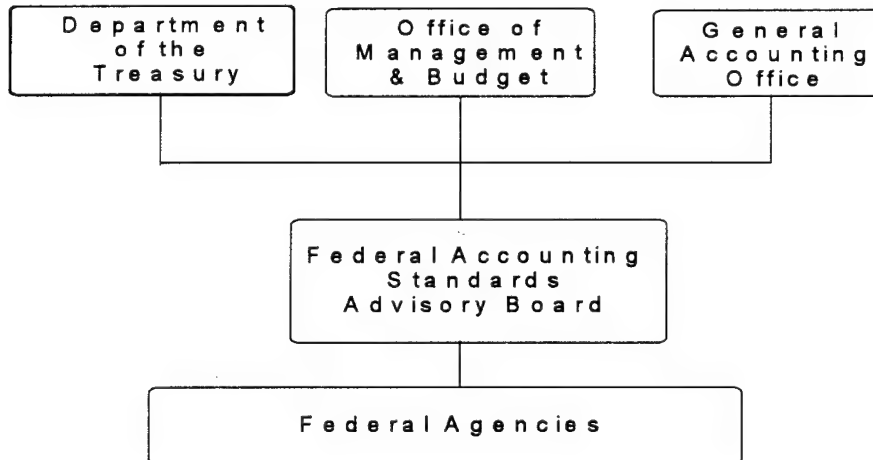 Department
of the
Treasury
Office of
Management
& Budget
General
Accounting
Office
Federal Accounting
Standards
Advisory Board
Federal Agencies